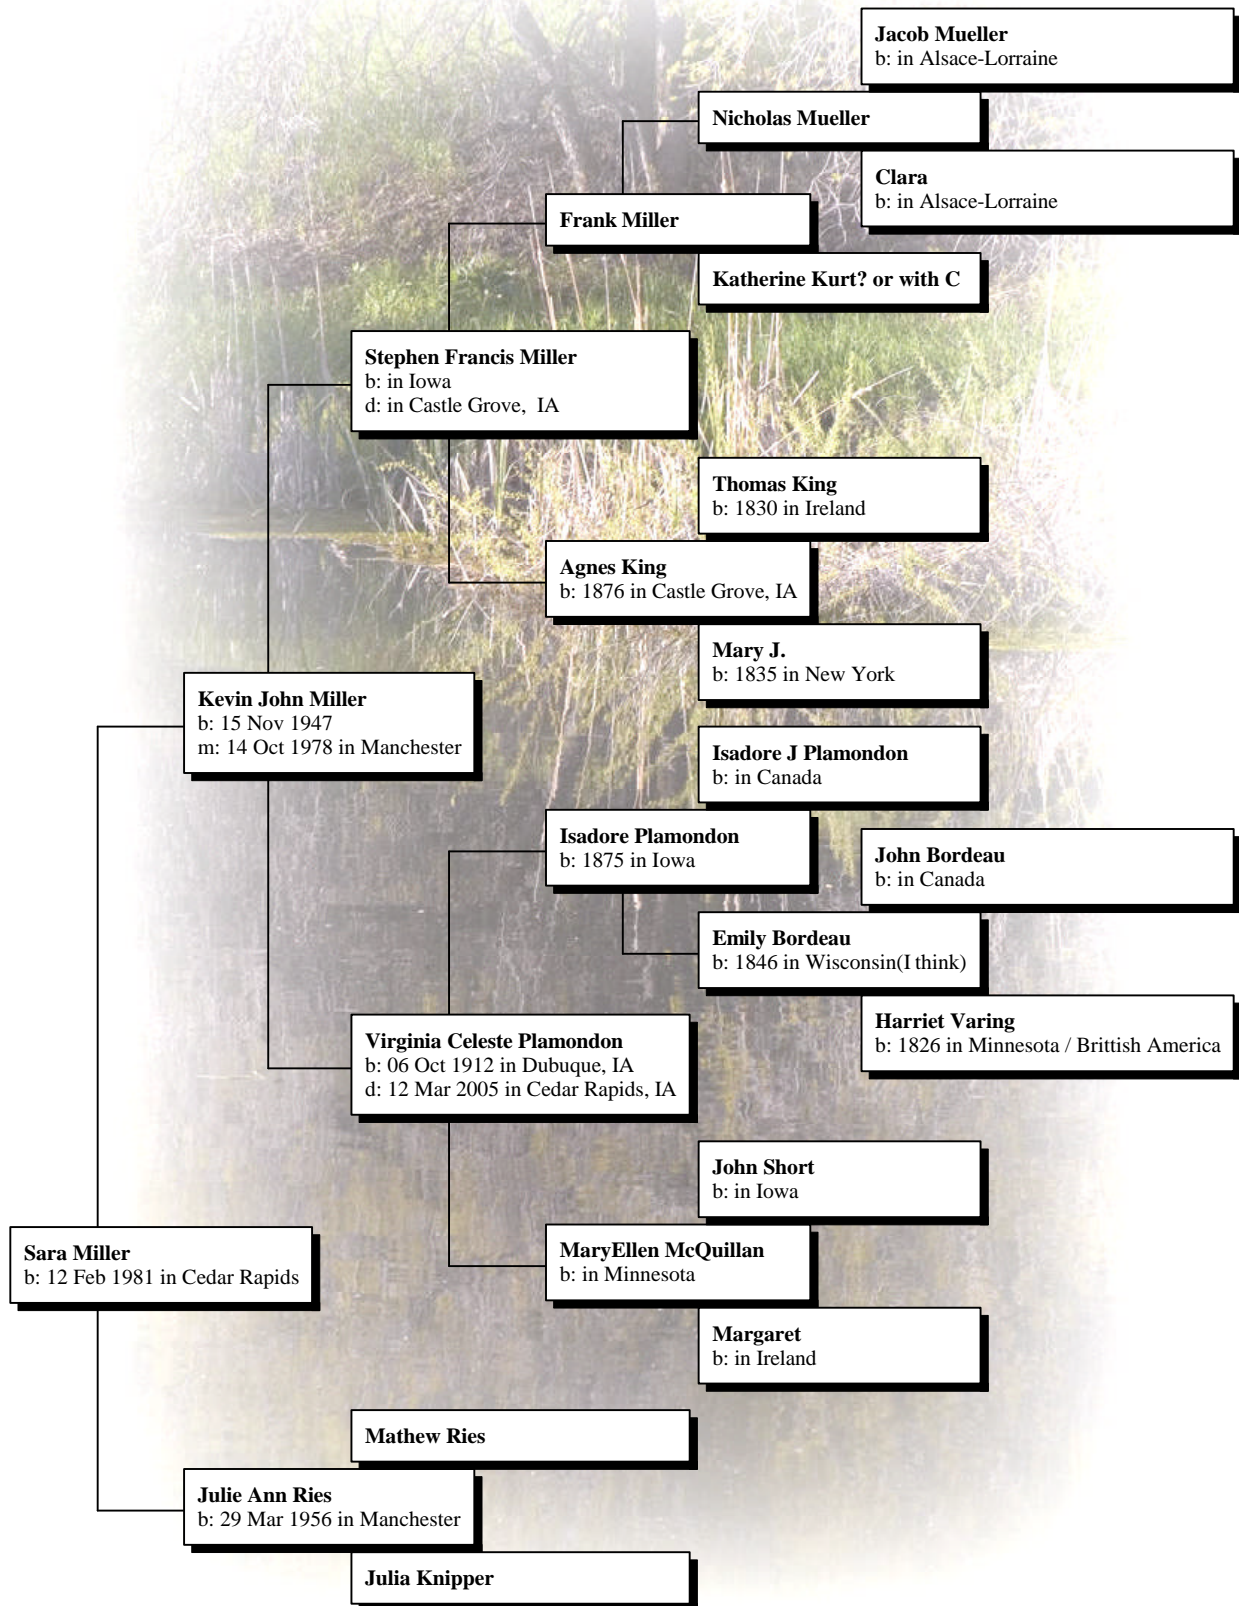 Jacob Mueller
b: in Alsace-Lorraine
Nicholas Mueller
Clara
b: in Alsace-Lorraine
Frank Miller
Katherine Kurt? or with C
Stephen Francis Miller
b: in Iowa
d: in Castle Grove,  IA
Thomas King
b: 1830 in Ireland
Agnes King
b: 1876 in Castle Grove, IA
Mary J.
b: 1835 in New York
Kevin John Miller
b: 15 Nov 1947
m: 14 Oct 1978 in Manchester
Isadore J Plamondon
b: in Canada
Isadore Plamondon
b: 1875 in Iowa
John Bordeau
b: in Canada
Emily Bordeau
b: 1846 in Wisconsin(I think)
Harriet Varing
b: 1826 in Minnesota / Brittish America
Virginia Celeste Plamondon
b: 06 Oct 1912 in Dubuque, IA
d: 12 Mar 2005 in Cedar Rapids, IA
John Short
b: in Iowa
MaryEllen McQuillan
b: in Minnesota
Margaret
b: in Ireland
Sara Miller
b: 12 Feb 1981 in Cedar Rapids
Mathew Ries
Julie Ann Ries
b: 29 Mar 1956 in Manchester
Julia Knipper